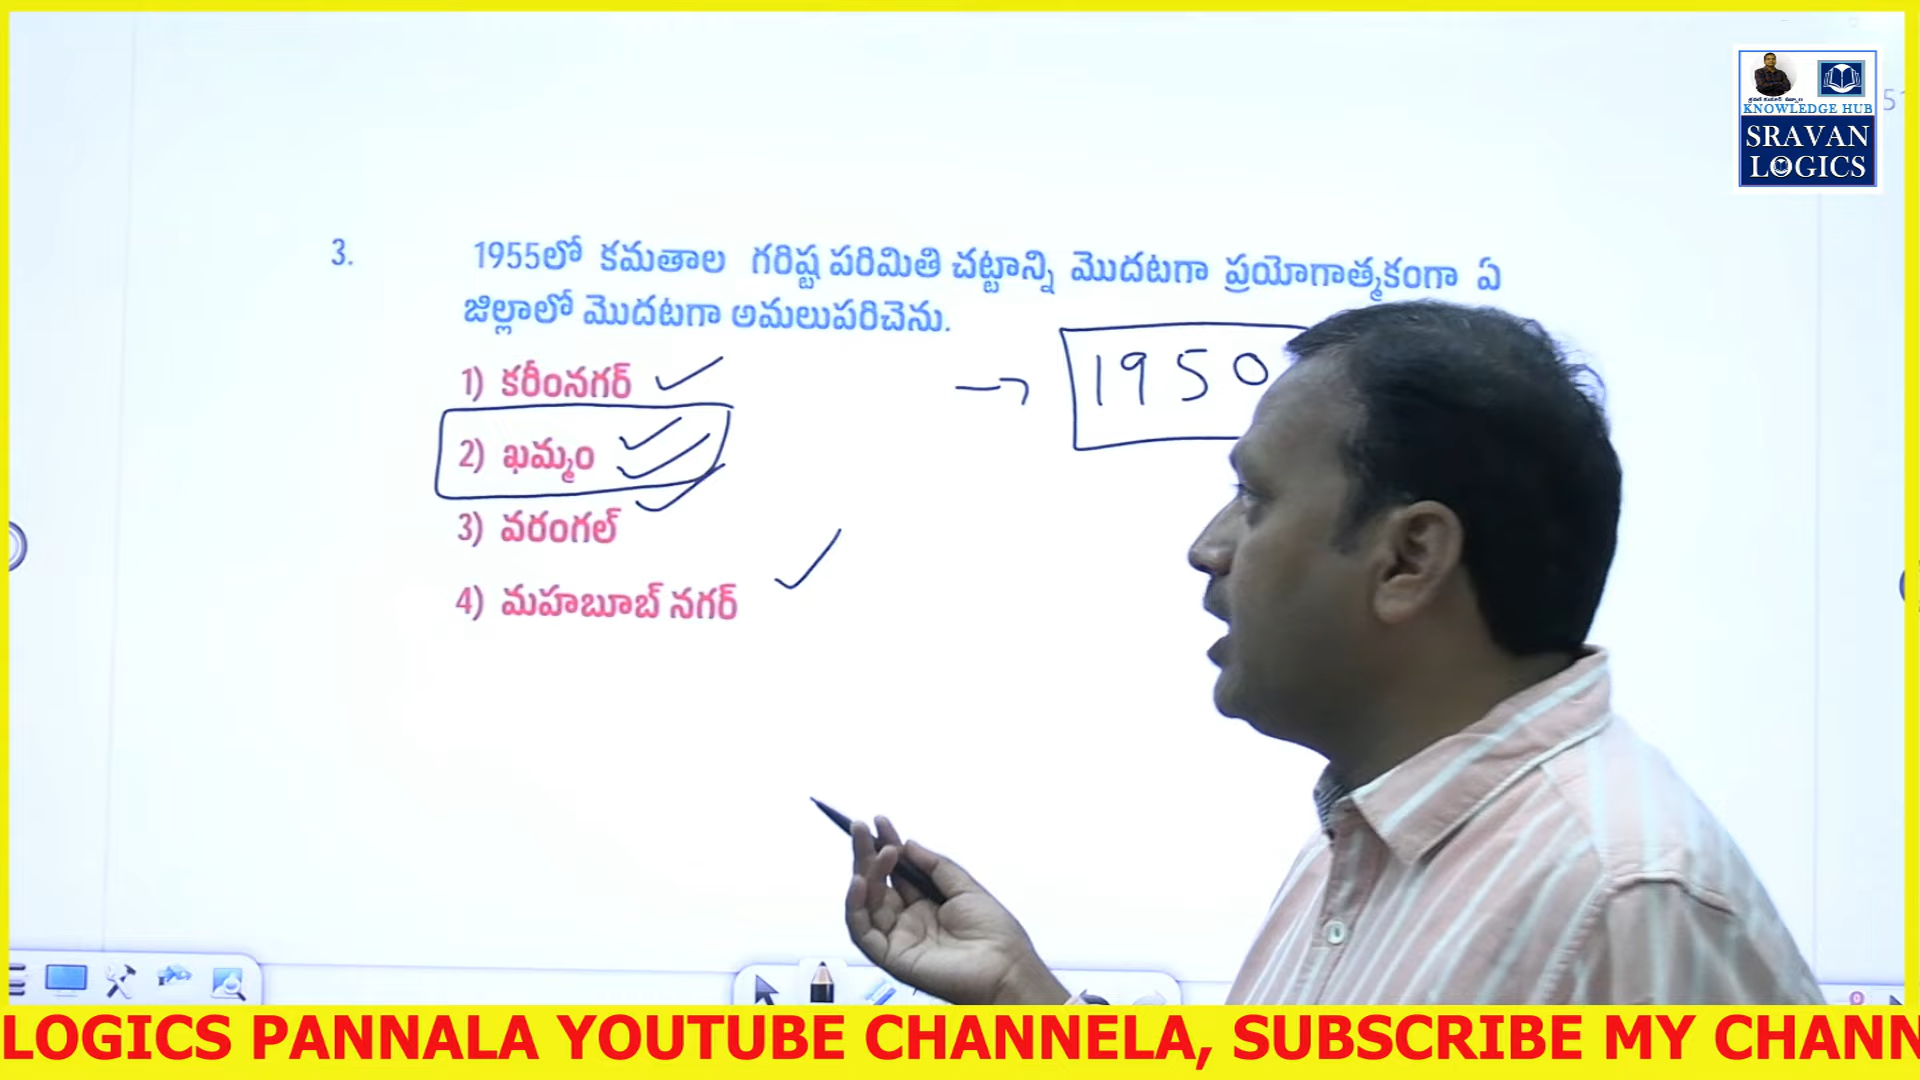 KNOWLEDGE HUB
SRAVAN
LOGICS
3. 1955లో కమతాల గరిష్ట పరిమితి చట్టాన్ని మొదటగా ప్రయోగాత్మకంగా ఏ
జిల్లాలో మొదటగా అమలుపరిచెను.
1) కరీంనగర్
1950
2) ఖమ్మం
3) వరంగల్
4) మహబూబ్ నగర్
LOGICS PANNALA YOUTUBE CHANNELA, SUBSCRIBE MY CHANN